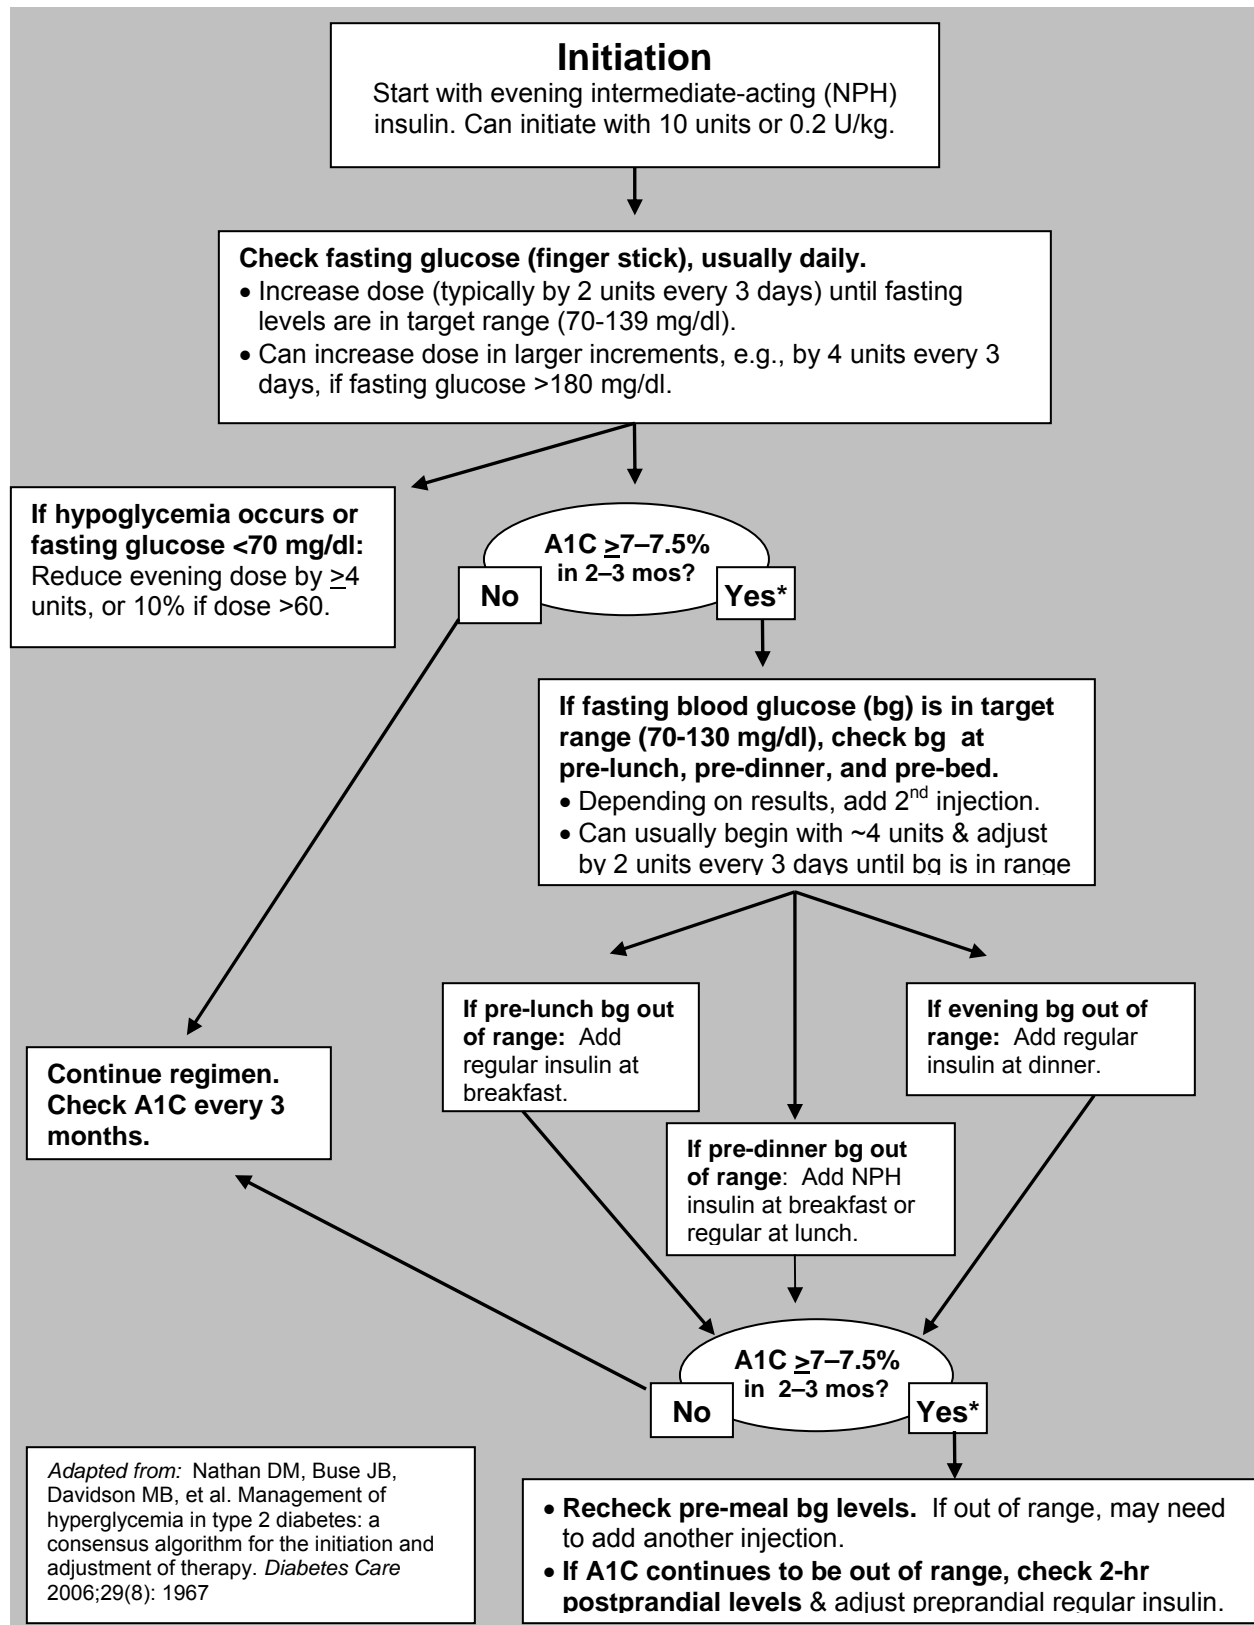 Initiation
Start with evening intermediate-acting (NPH)
insulin. Can initiate with 10 units or 0.2 U/kg.
Check fasting glucose (finger stick), usually daily.
• Increase dose (typically by 2 units every 3 days) until fasting
levels are in target range (70-139 mg/dl).
• Can increase dose in larger increments, e.g., by 4 units every 3
days, if fasting glucose >180 mg/dl.
If hypoglycemia occurs or
fasting glucose <70 mg/dl:
Reduce evening dose by ≥4
units, or 10% if dose >60.
A1C ≥7–7.5%
in 2–3 mos?
No
Yes*
If fasting blood glucose (bg) is in target
range (70-130 mg/dl), check bg at
pre-lunch, pre-dinner, and pre-bed.
• Depending on results, add 2nd injection.
• Can usually begin with ~4 units & adjust
by 2 units every 3 days until bg is in range
If pre-lunch bg out
of range: Add
regular insulin at
breakfast.
If evening bg out of
range: Add regular
insulin at dinner.
Continue regimen.
Check A1C every 3
months.
If pre-dinner bg out
of range: Add NPH
insulin at breakfast or
regular at lunch.
A1C ≥7–7.5%
in 2–3 mos?
No
Yes*
Adapted from: Nathan DM, Buse JB,
Davidson MB, et al. Management of
hyperglycemia in type 2 diabetes: a
consensus algorithm for the initiation and
adjustment of therapy. Diabetes Care
2006;29(8): 1967
• Recheck pre-meal bg levels. If out of range, may need
to add another injection.
• If A1C continues to be out of range, check 2-hr
postprandial levels & adjust preprandial regular insulin.